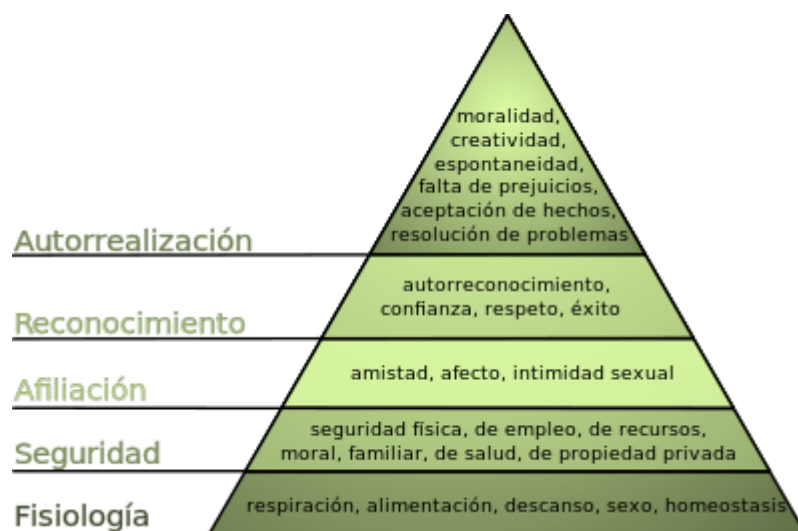 moralidad,
creatividad,
espontaneidad,
falta de prejuicios,
aceptación de hechos,
resolución de problemas
Autorrealización
autorreconocimiento,
confianza, respeto, éxito
Reconocimiento
amistad, afecto, intimidad sexual
Afiliación
seguridad física, de empleo, de recursos,
moral, familiar, de salud, de propiedad privada
Seguridad
respiración, alimentación, descanso, sexo, homeostasis
Fisiología